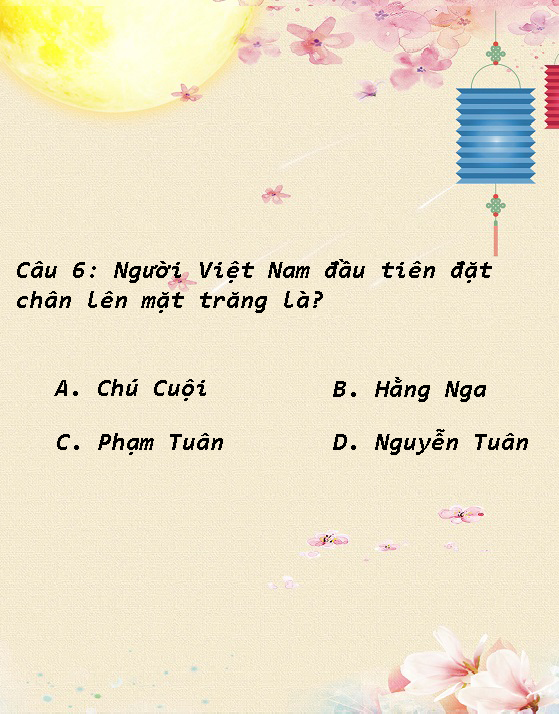 Câu 6: Người Việt Nam đầu tiên đặt
chân lên mặt trăng là?
A. Chú Cuội
B. Hằng Nga
C. Phạm Tuân
D. Nguyễn Tuân